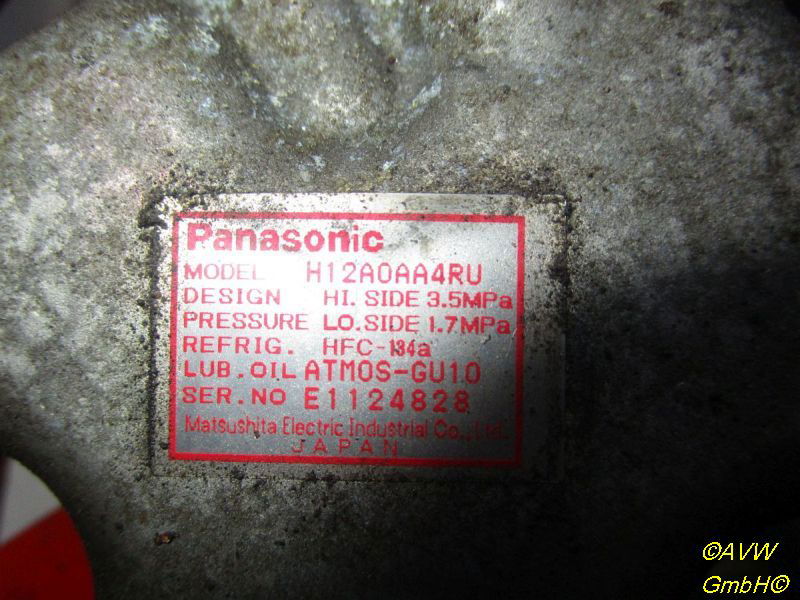 Panasonic
MODEL H12A0AA4RU
DESIGN HI. SIDE 3.5MPa
PRESSURE LO. SIDE 1.7MPa
REFRIG. HFC-134a
LUB. OIL ATMOS-GU10
SER. NO E1124828
Matsushita Electric Industrial Co., Ltd.
JAPAN
©AVW
GmbH©